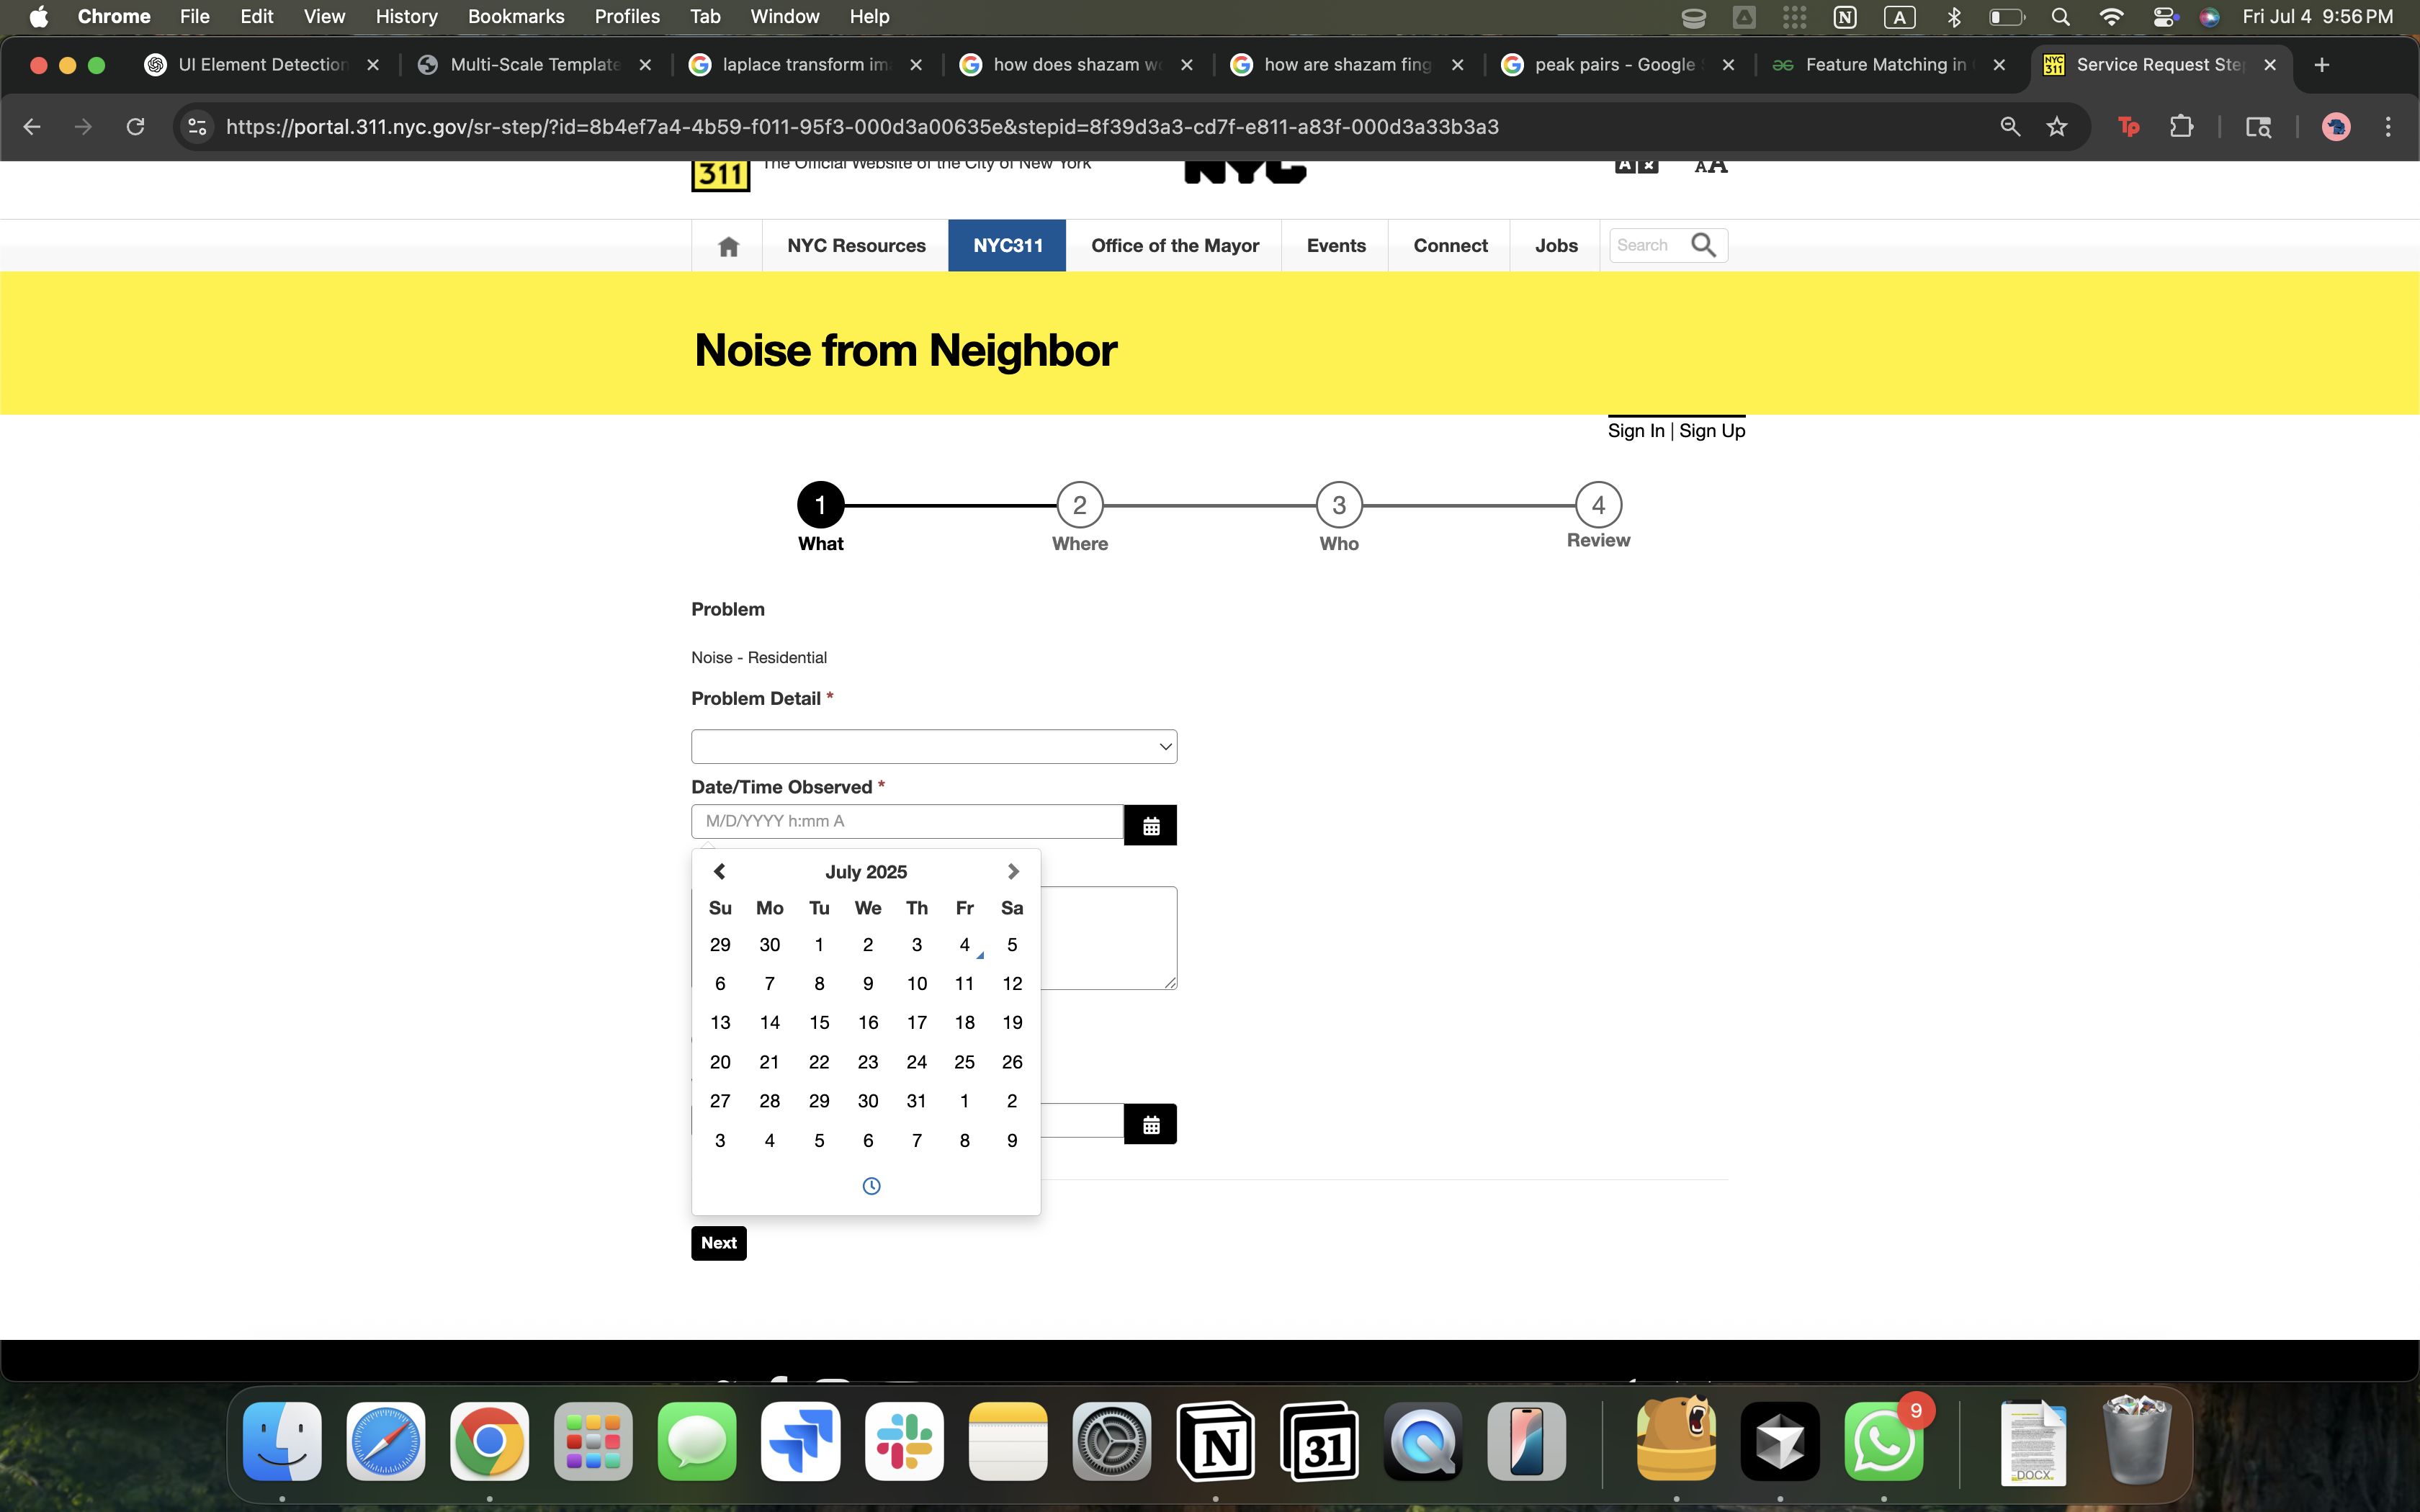 Chrome File Edit View History Bookmarks Profiles Tab Window Help
N A Fri Jul 4 9:56 PM
UI Element Detection Multi-Scale Template laplace transform im how does shazam w how are shazam fing peak pairs - Google Feature Matching in Service Request Ste
https://portal.311.nyc.gov/sr-step/?id=8b4ef7a4-4b59-f011-95f3-000d3a00635e&stepid=8f39d3a3-cd7f-e811-a83f-000d3a33b3a3
311 The Official Website of the City of New York NYC
NYC Resources NYC311 Office of the Mayor Events Connect Jobs Search
Noise from Neighbor
Sign In | Sign Up
1 2 3 4
What Where Who Review
Problem
Noise - Residential
Problem Detail *
Date/Time Observed *
M/D/YYYY h:mm A
July 2025
Su Mo Tu We Th Fr Sa
29 30 1 2 3 4 5
6 7 8 9 10 11 12
13 14 15 16 17 18 19
20 21 22 23 24 25 26
27 28 29 30 31 1 2
3 4 5 6 7 8 9
Next
N 31 9 DOCX